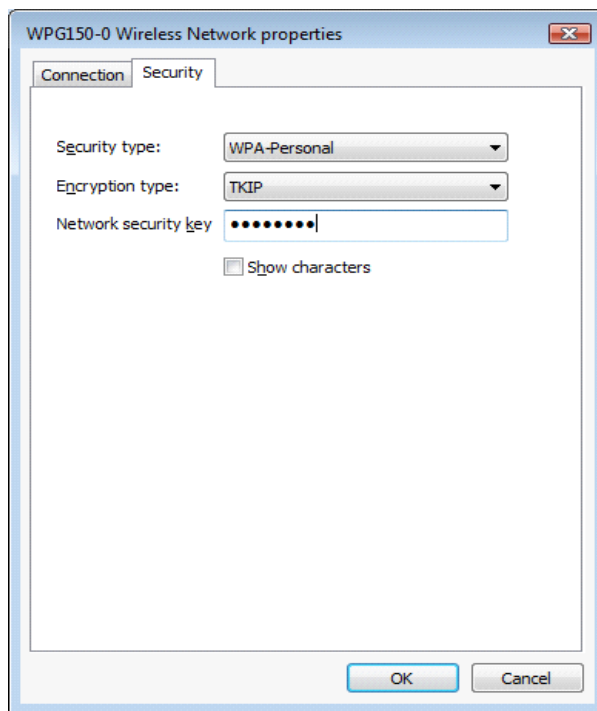 WPG150-0 Wireless Network properties
Connection Security
Security type: WPA-Personal
Encryption type: TKIP
Network security key ●●●●●●●●
Show characters
OK Cancel